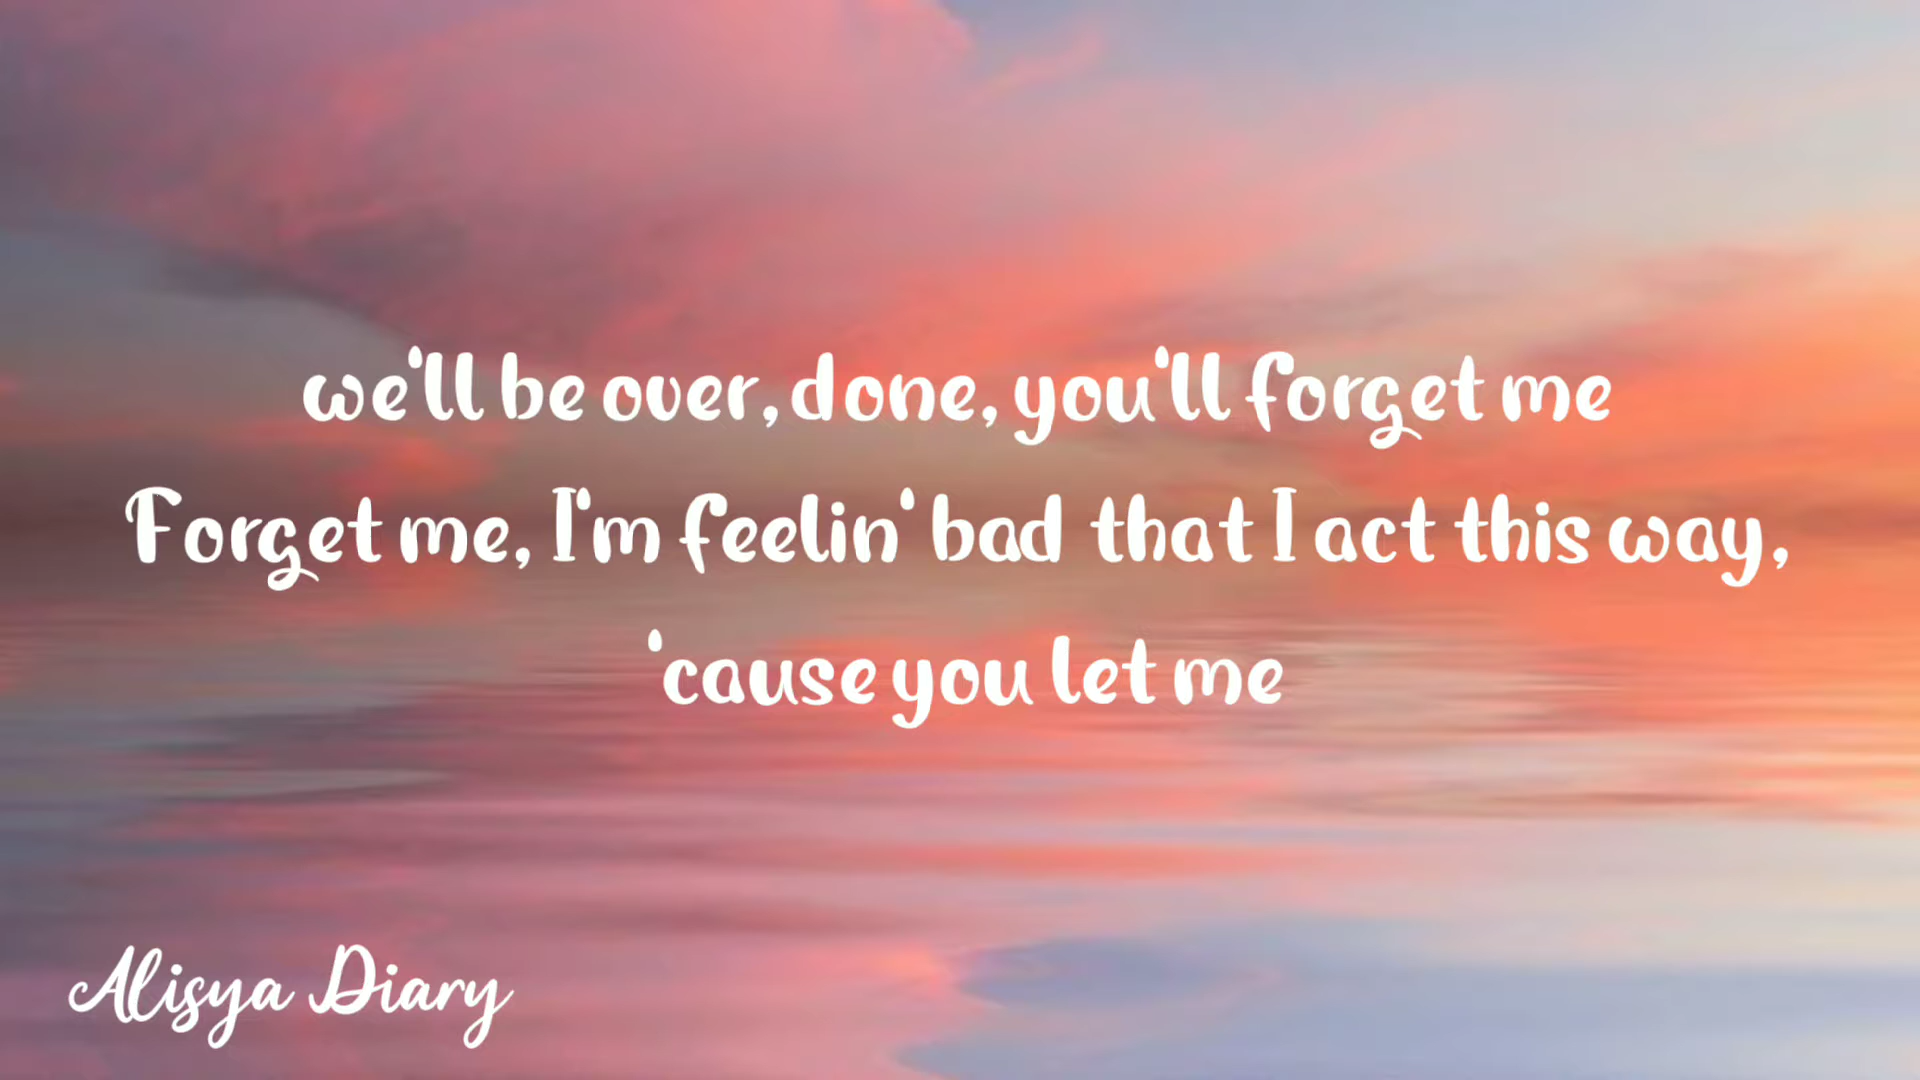 we'll be over, done, you'll forget me
Forget me, I'm feelin' bad that I act this way,
'cause you let me
Alisya Diary